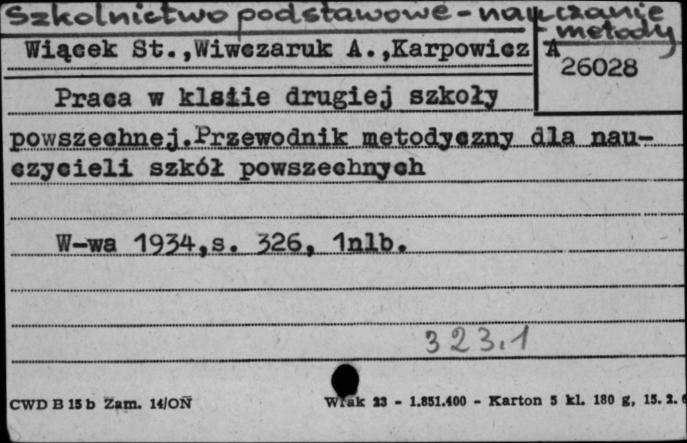 Szkolnictwo podstawowe - nauczanie
- metody
Wiącek St.,Wiwczaruk A.,Karpowicz A
26028
Praca w klsiie drugiej szkoły
powszechnej.Przewodnik metodyczny dla nau-
czycieli szkół powszechnych
W-wa 1934,s. 326, 1nlb.
323.1
CWD B 15 b Zam. 14/OŃ
W. 23 - 1.851.400 - Karton 5 kl. 180 g, 15. 2. 6